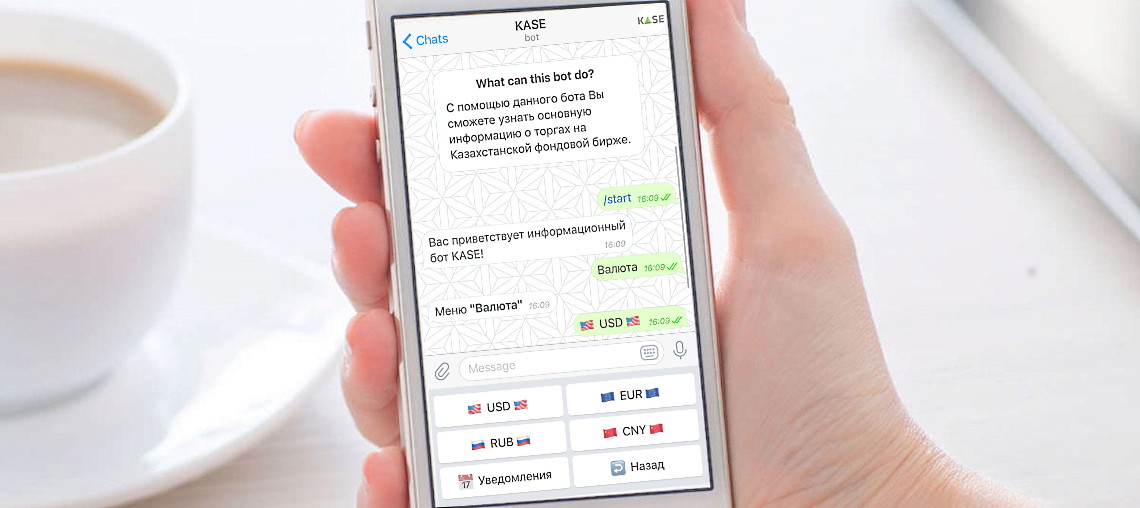 Chats
KASE
bot
KASE
What can this bot do?
С помощью данного бота Вы
сможете узнать основную
информацию о торгах на
Казахстанской фондовой бирже.
/start 16:09
Вас приветствует информационный
бот KASE! 16:09
Валюта 16:09
Меню "Валюта" 16:09
USD 16:09
Message
USD
EUR
RUB
CNY
17 Уведомления
Назад